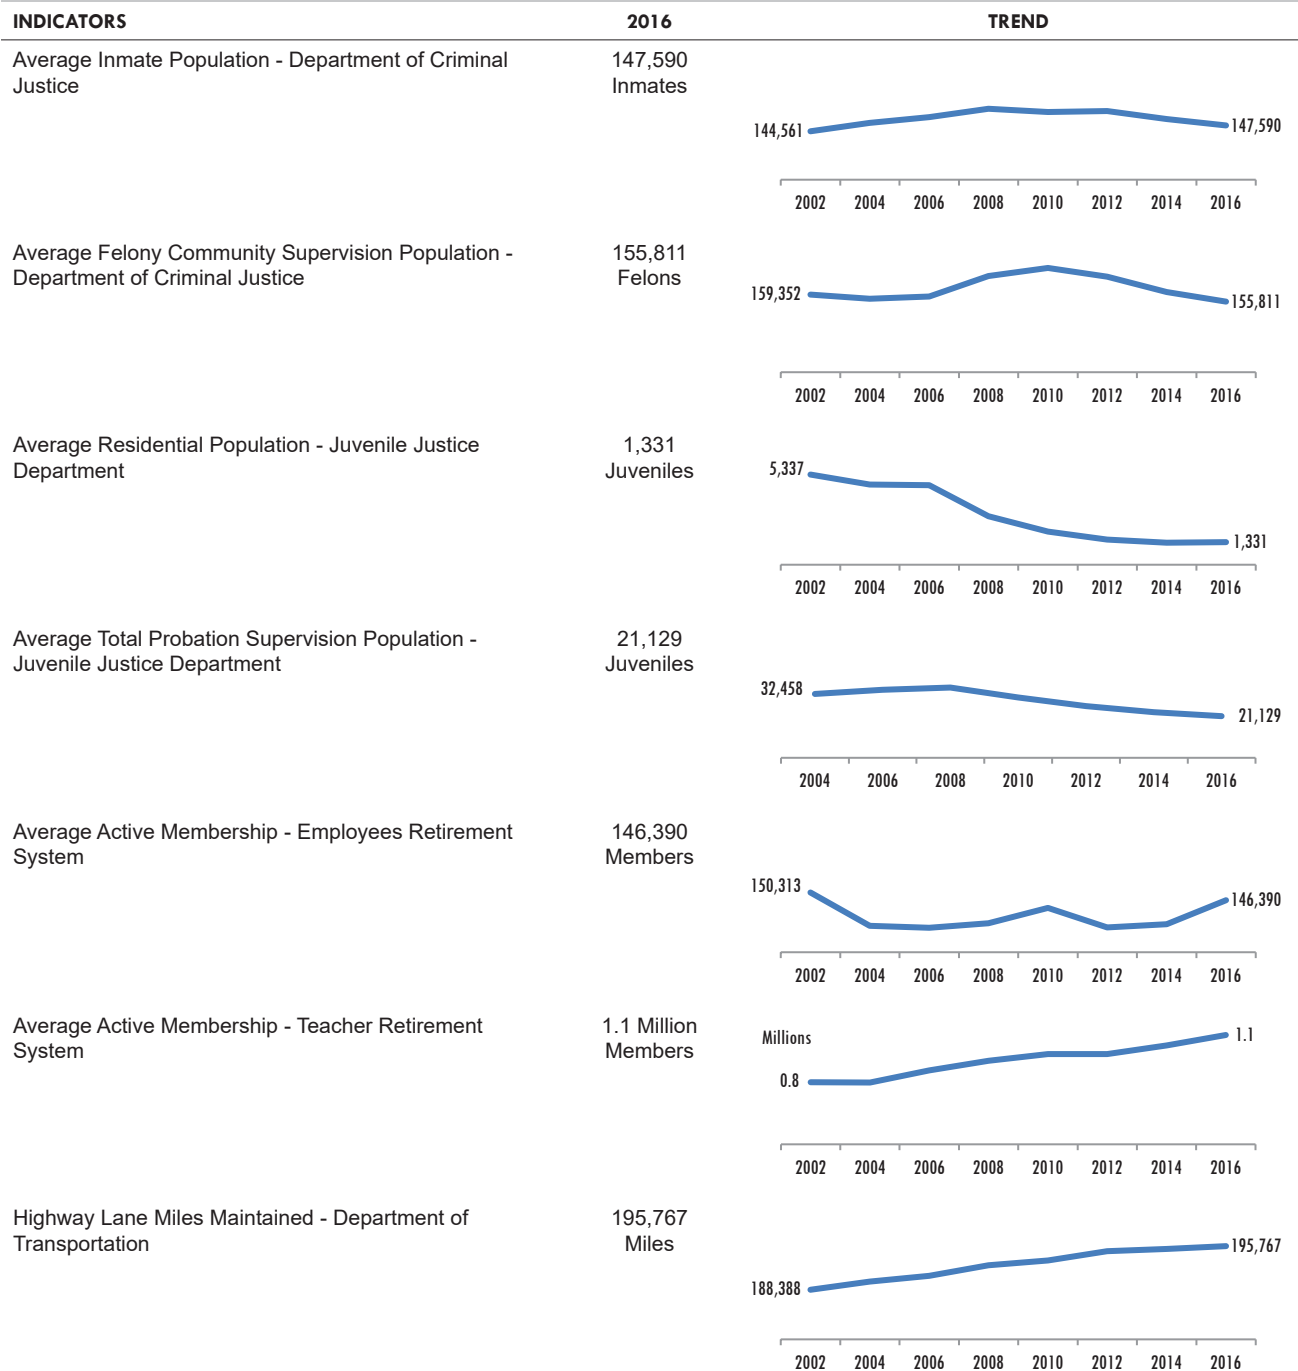 INDICATORS 2016 TREND
Average Inmate Population - Department of Criminal
Justice
147,590
Inmates
144,561
147,590
2002 2004 2006 2008 2010 2012 2014 2016
Average Felony Community Supervision Population -
Department of Criminal Justice
155,811
Felons
159,352
155,811
2002 2004 2006 2008 2010 2012 2014 2016
Average Residential Population - Juvenile Justice
Department
1,331
Juveniles
5,337
1,331
2002 2004 2006 2008 2010 2012 2014 2016
Average Total Probation Supervision Population -
Juvenile Justice Department
21,129
Juveniles
32,458
21,129
2004 2006 2008 2010 2012 2014 2016
Average Active Membership - Employees Retirement
System
146,390
Members
150,313
146,390
2002 2004 2006 2008 2010 2012 2014 2016
Average Active Membership - Teacher Retirement
System
1.1 Million
Members
Millions
1.1
0.8
2002 2004 2006 2008 2010 2012 2014 2016
Highway Lane Miles Maintained - Department of
Transportation
195,767
Miles
195,767
188,388
2002 2004 2006 2008 2010 2012 2014 2016